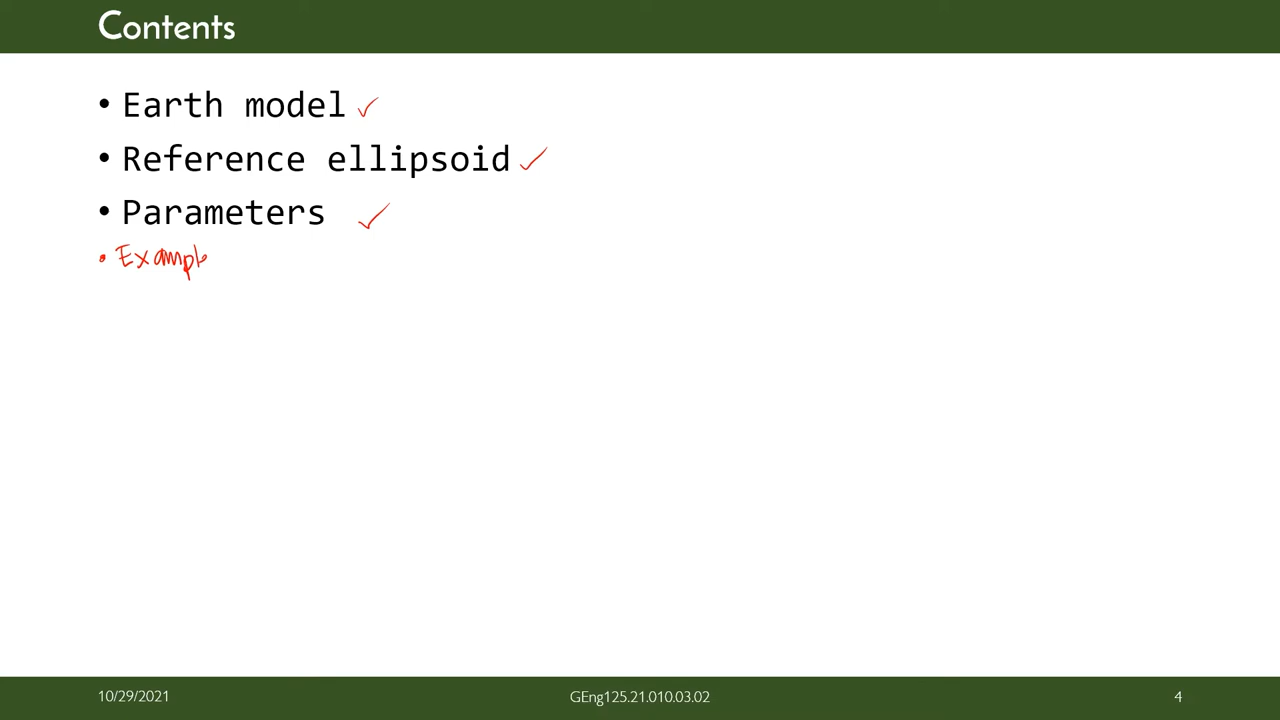 Contents
• Earth model ✓
• Reference ellipsoid ✓
• Parameters ✓
• Example
10/29/2021 GEng125.21.010.03.02 4